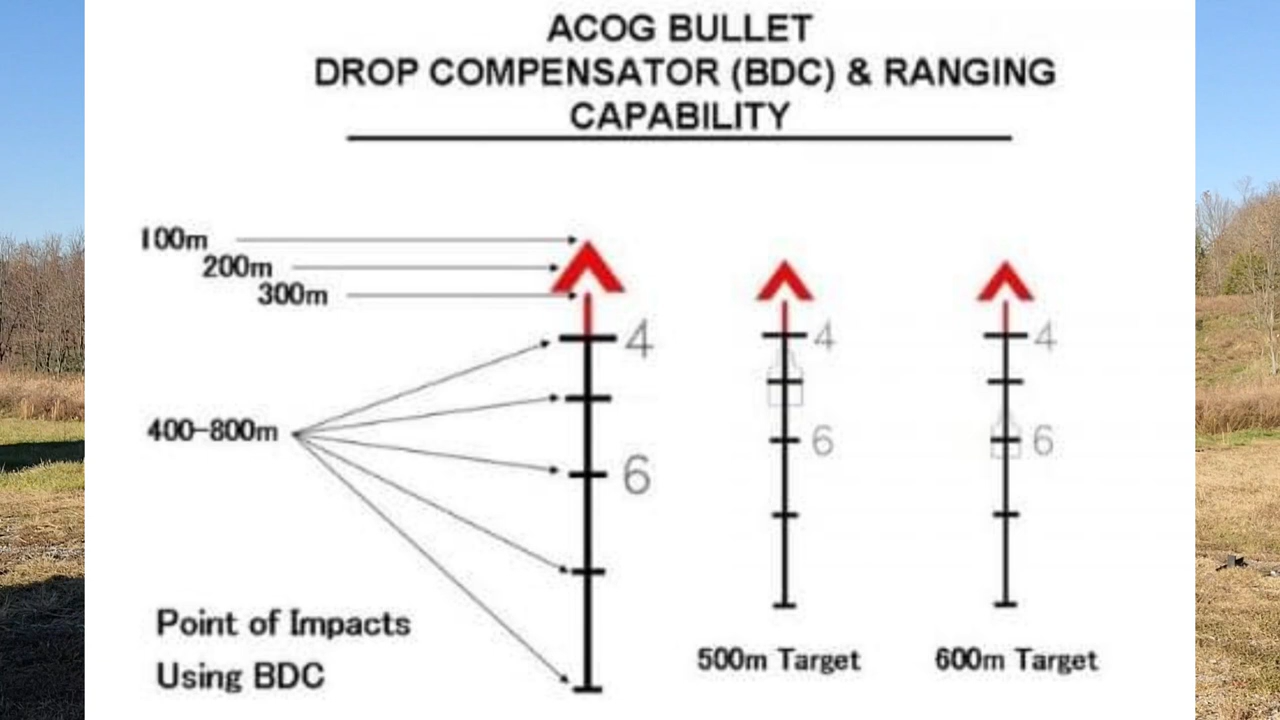 ACOG BULLET
DROP COMPENSATOR (BDC) & RANGING
CAPABILITY
100m
200m
300m
4
400-800m
6
Point of Impacts
Using BDC
4
6
500m Target
4
6
600m Target